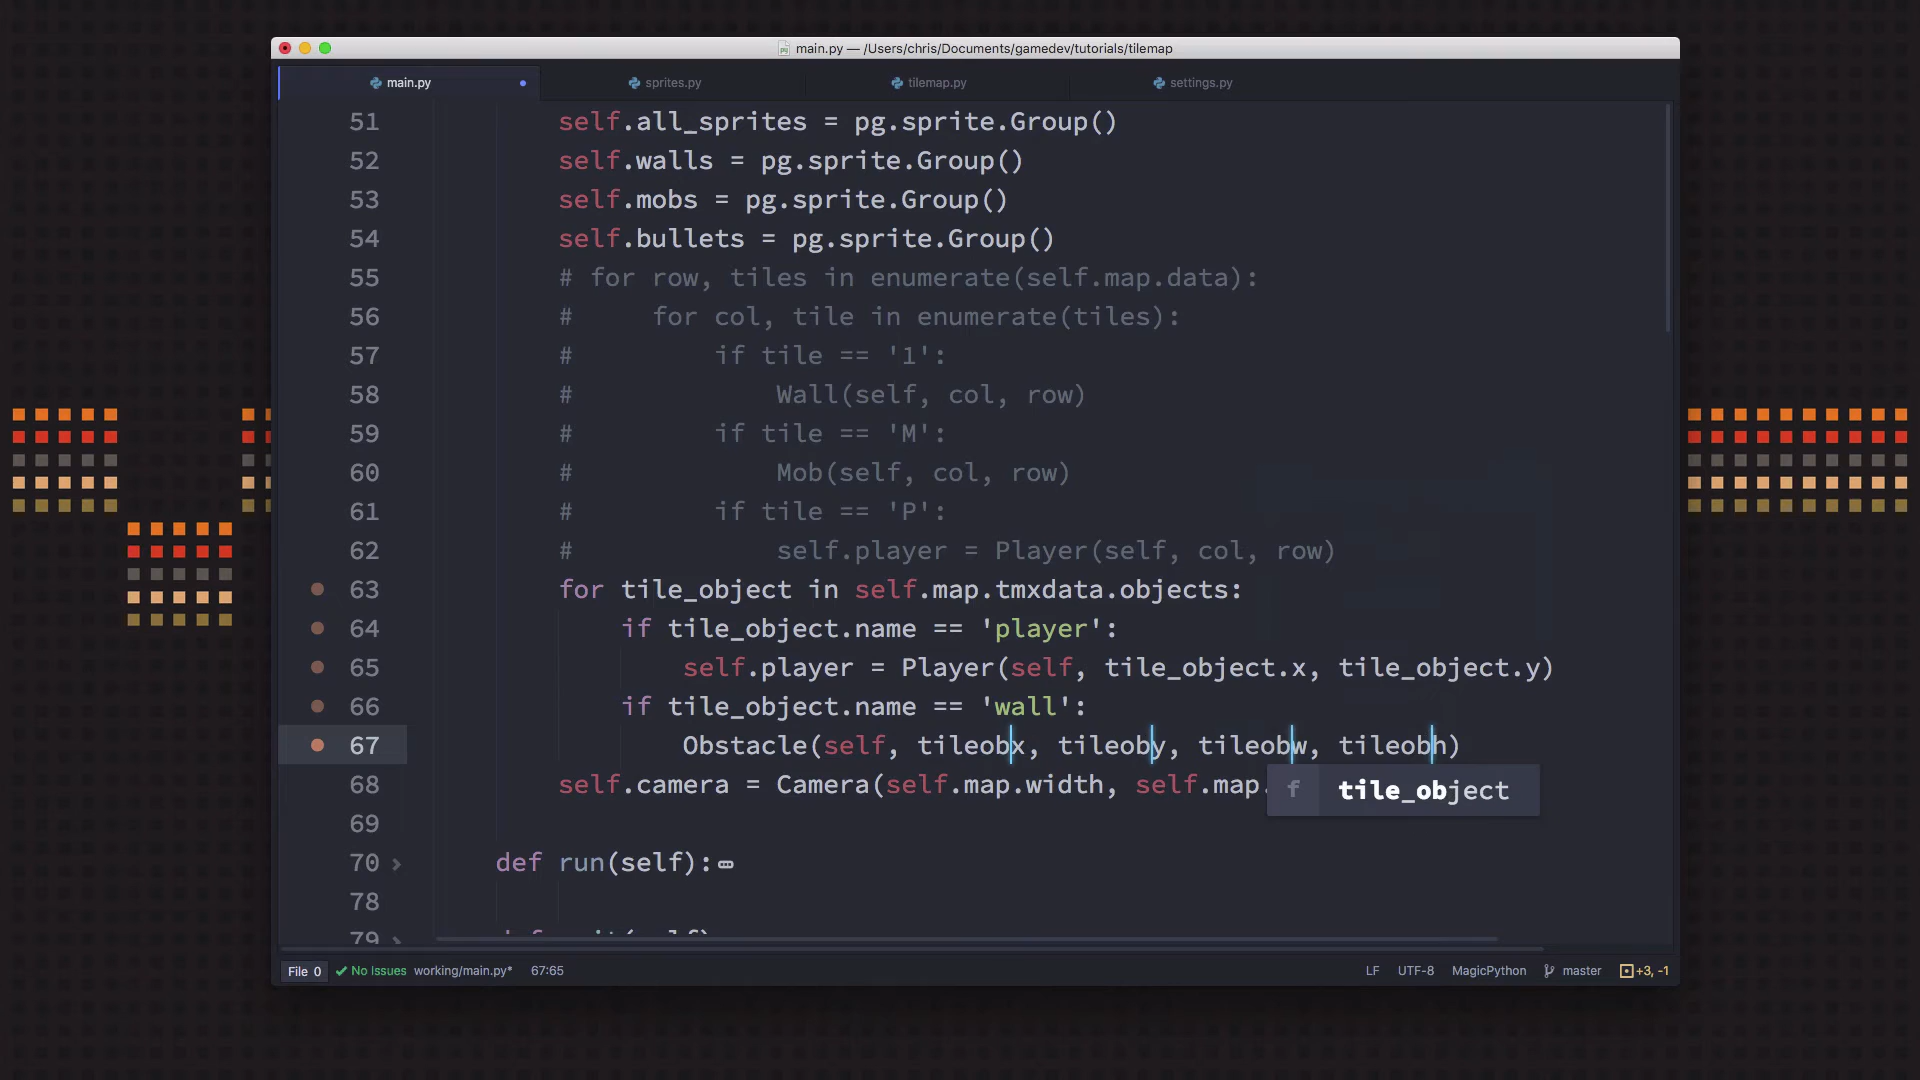 main.py — /Users/chris/Documents/gamedev/tutorials/tilemap
main.py sprites.py tilemap.py settings.py
51 self.all_sprites = pg.sprite.Group()
52 self.walls = pg.sprite.Group()
53 self.mobs = pg.sprite.Group()
54 self.bullets = pg.sprite.Group()
55 # for row, tiles in enumerate(self.map.data):
56 #     for col, tile in enumerate(tiles):
57 #         if tile == '1':
58 #             Wall(self, col, row)
59 #         if tile == 'M':
60 #             Mob(self, col, row)
61 #         if tile == 'P':
62 #             self.player = Player(self, col, row)
63 for tile_object in self.map.tmxdata.objects:
64     if tile_object.name == 'player':
65         self.player = Player(self, tile_object.x, tile_object.y)
66     if tile_object.name == 'wall':
67         Obstacle(self, tileobx, tileoby, tileobw, tileobh)
68 self.camera = Camera(self.map.width, self.map.
f tile_object
69
70 def run(self):
78
79
File 0 No Issues working/main.py* 67:65 LF UTF-8 MagicPython master +3, -1